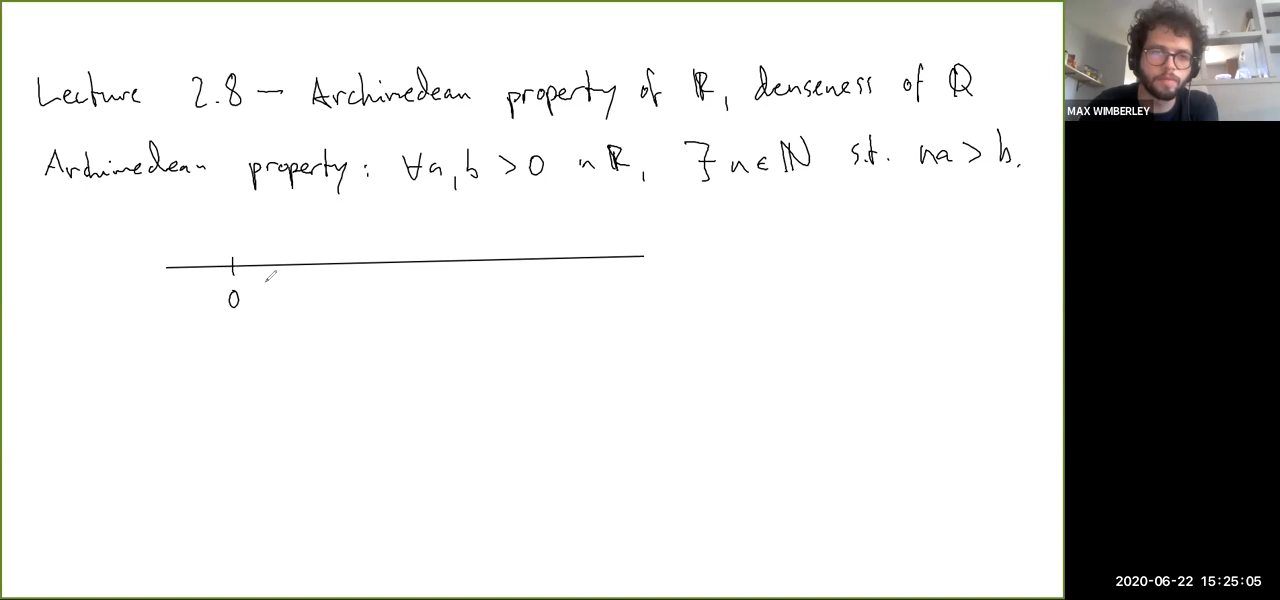 Lecture 2.8 — Archimedean property of ℝ, denseness of ℚ
MAX WIMBERLEY
Archimedean property: ∀a,b >0 in ℝ, ∃ n ∈ ℕ s.t. na > b.
0
2020-06-22 15:25:05